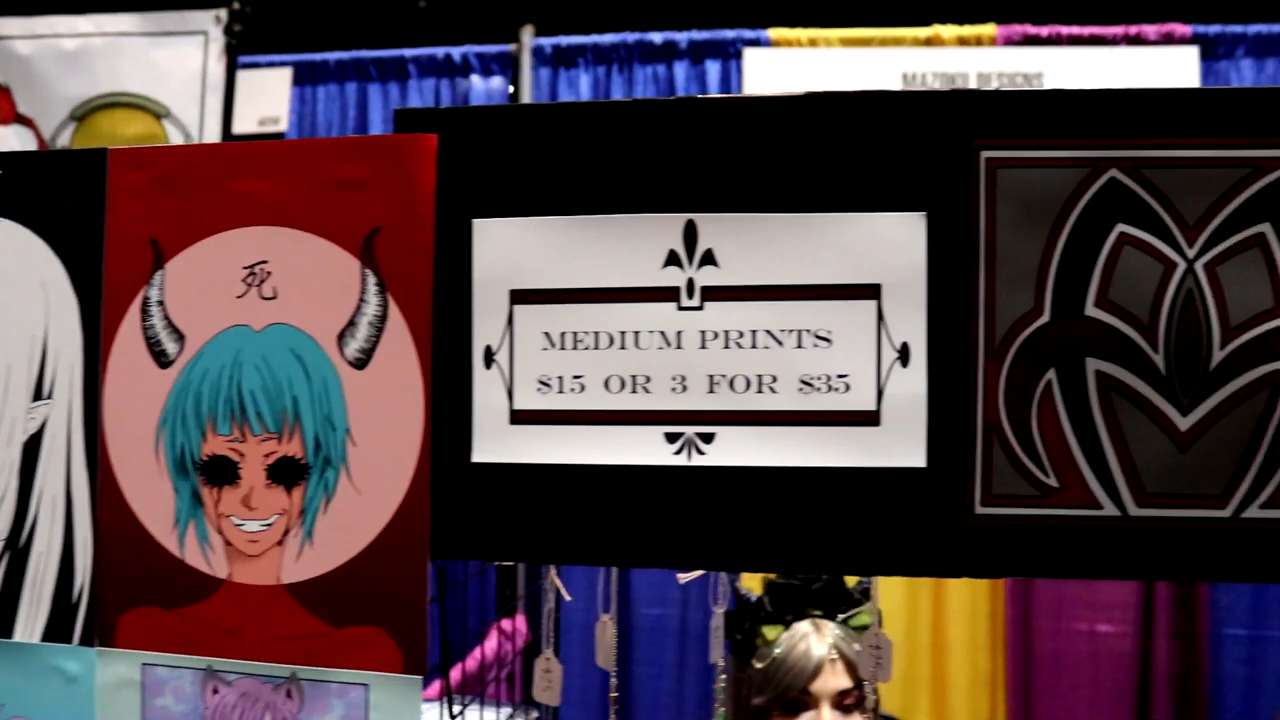 MAZOKU DESIGNS
死
MEDIUM PRINTS
$15 OR 3 FOR $35